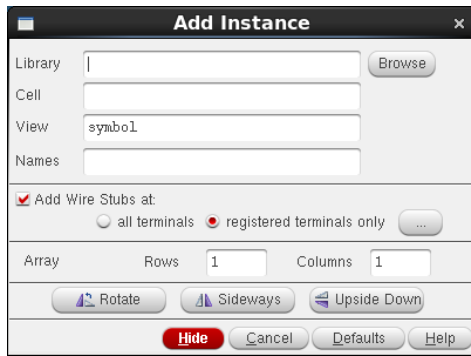 Add Instance
Library Browse
Cell
View symbol
Names
Add Wire Stubs at:
all terminals registered terminals only ...
Array Rows 1 Columns 1
Rotate Sideways Upside Down
Hide Cancel Defaults Help